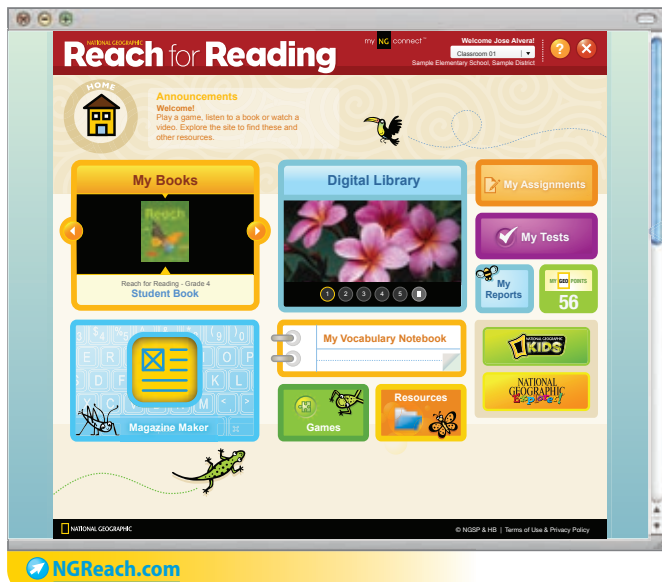 NATIONAL GEOGRAPHIC
Reach for Reading
my NG connect™
Welcome Jose Alvera!
Classroom 01
Sample Elementary School, Sample District
?
HOME
Announcements
Welcome!
Play a game, listen to a book or watch a
video. Explore the site to find these and
other resources.
My Books
Reach
Reach for Reading - Grade 4
Student Book
Digital Library
1 2 3 4 5
My Assignments
My Tests
My
Reports
MY GEO POINTS
56
Magazine Maker
My Vocabulary Notebook
Games
Resources
NATIONAL GEOGRAPHIC
KIDS
NATIONAL
GEOGRAPHIC
Explorer!
NATIONAL GEOGRAPHIC
© NGSP & HB | Terms of Use & Privacy Policy
NGReach.com